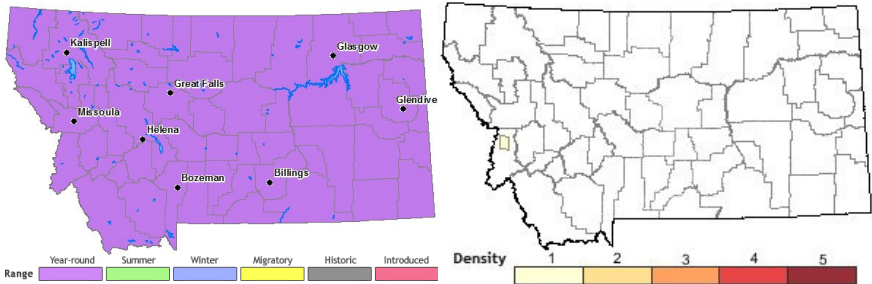 Kalispell
Glasgow
Great Falls
Glendive
Missoula
Helena
Bozeman
Billings
Range
Year-round
Summer
Winter
Migratory
Historic
Introduced
Density
1
2
3
4
5